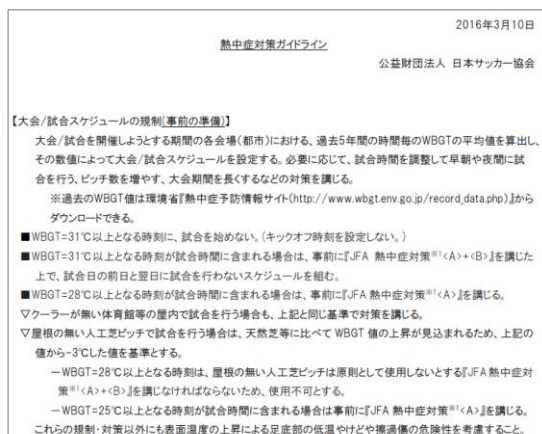 2016年3月10日
熱中症対策ガイドライン
公益財団法人 日本サッカー協会
【大会/試合スケジュールの規制(事前の準備)】
大会/試合を開催しようとする期間の各会場(都市)における、過去5年間の時間毎のWBGTの平均値を算出し、
その数値によって大会/試合スケジュールを設定する。必要に応じて、試合時間を調整して早朝や夜間に試
合を行う、ピッチ数を増やす、大会期間を長くするなどの対策を講じる。
※過去のWBGT値は環境省『熱中症予防情報サイト(http://www.wbgt.env.go.jp/record_data.php)』から
ダウンロードできる。
■WBGT=31℃以上となる時刻に、試合を始めない。(キックオフ時刻を設定しない。)
■WBGT=31℃以上となる時刻が試合時間に含まれる場合は、事前に『JFA 熱中症対策※1<A>+<B>』を講じた
上で、試合日の前日と翌日に試合を行わないスケジュールを組む。
■WBGT=28℃以上となる時刻が試合時間に含まれる場合は、事前に『JFA 熱中症対策※1<A>』を講じる。
▽クーラーが無い体育館等の屋内で試合を行う場合も、上記と同じ基準で対策を講じる。
▽屋根の無い人工芝ピッチで試合を行う場合は、天然芝等に比べて WBGT 値の上昇が見込まれるため、上記の
値から-3℃した値を基準とする。
－WBGT=28℃以上となる時刻は、屋根の無い人工芝ピッチは原則として使用しないとする『JFA熱中症対
策※1<A>+<B>』を講じなければならないため、使用不可とする。
－WBGT=25℃以上となる時刻が試合時間に含まれる場合は事前に『JFA 熱中症対策※1<A>』を講じる。
これらの規制・対策以外にも表面温度の上昇による足底部の低温やけどや擦過傷の危険性を考慮すること。